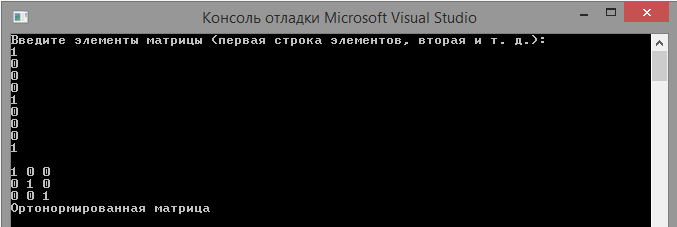 Консоль отладки Microsoft Visual Studio
Введите элементы матрицы (первая строка элементов, вторая и т. д.):
1
0
0
0
1
0
0
0
1
1 0 0
0 1 0
0 0 1
Ортонормированная матрица